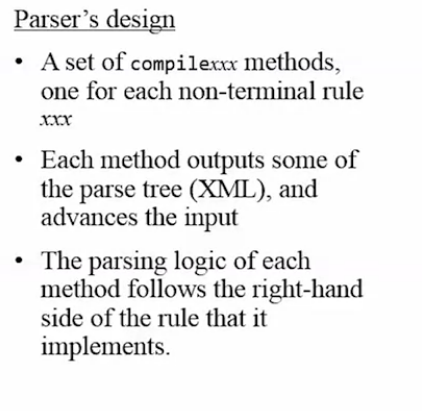 Parser’s design
• A set of compilexxx methods,
one for each non-terminal rule
xxx
• Each method outputs some of
the parse tree (XML), and
advances the input
• The parsing logic of each
method follows the right-hand
side of the rule that it
implements.